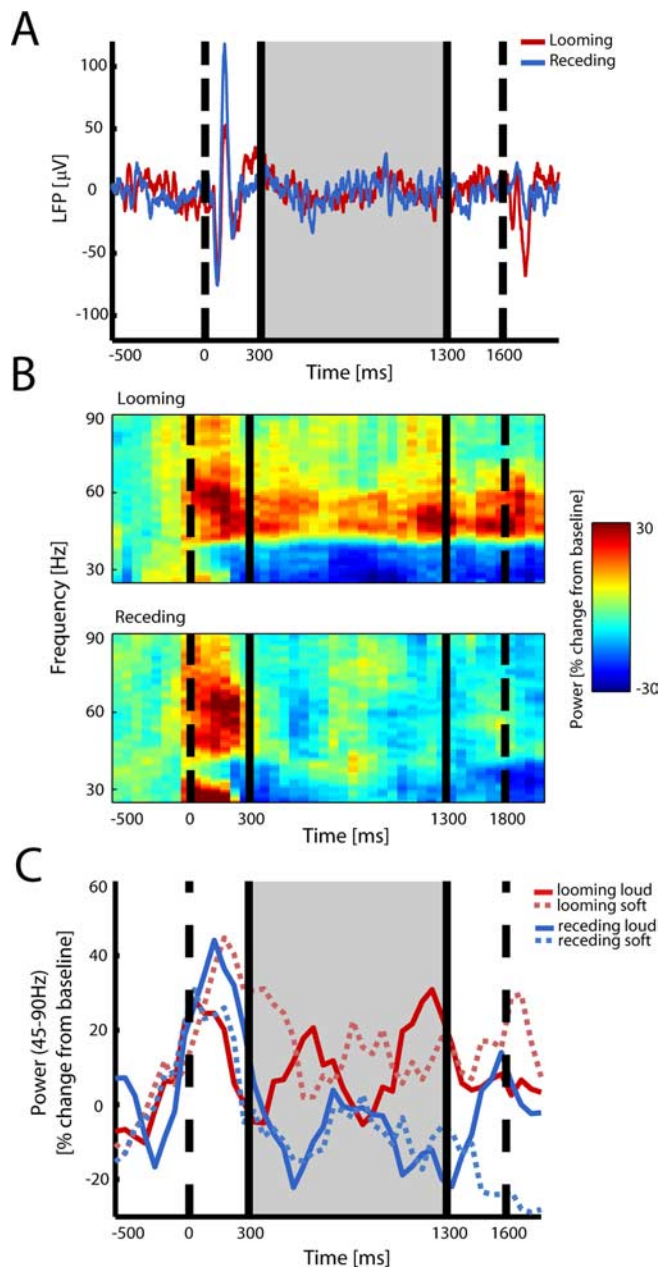 A
Looming
Receding
100
50
0
-50
-100
LFP [µV]
-500 0 300 1300 1600
Time [ms]
B
Looming
90
60
30
Receding
90
60
30
Frequency [Hz]
-500 0 300 1300 1800
Time [ms]
30
-30
Power [% change from baseline]
C
looming loud
looming soft
receding loud
receding soft
60
40
20
0
-20
Power (45-90Hz)
[% change from baseline]
-500 0 300 1300 1600
Time [ms]